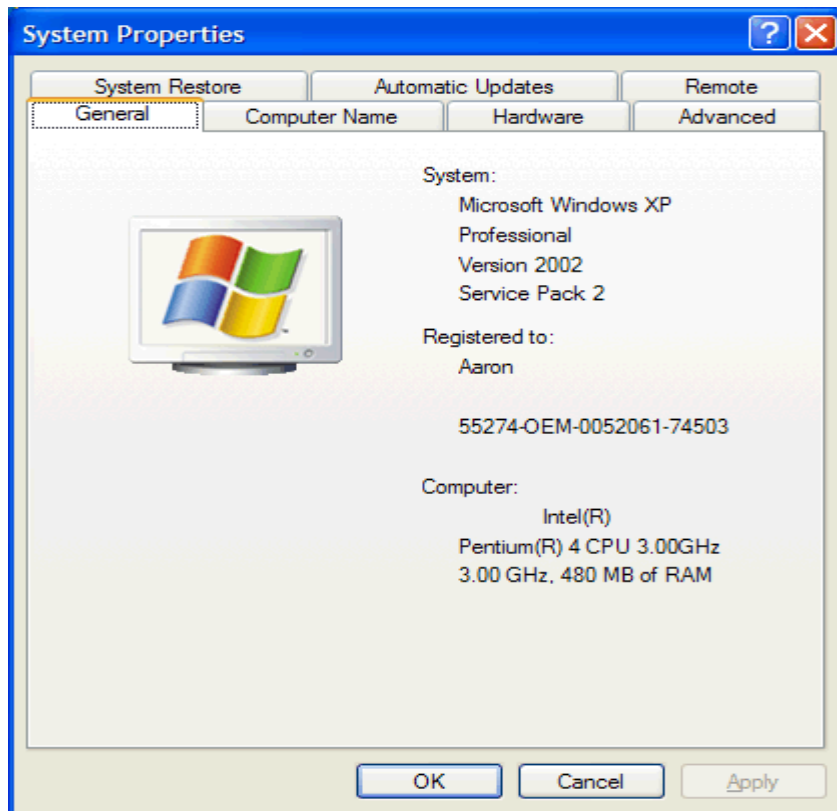 System Properties
System Restore Automatic Updates Remote
General Computer Name Hardware Advanced
System:
Microsoft Windows XP
Professional
Version 2002
Service Pack 2
Registered to:
Aaron
55274-OEM-0052061-74503
Computer:
Intel(R)
Pentium(R) 4 CPU 3.00GHz
3.00 GHz, 480 MB of RAM
OK Cancel Apply